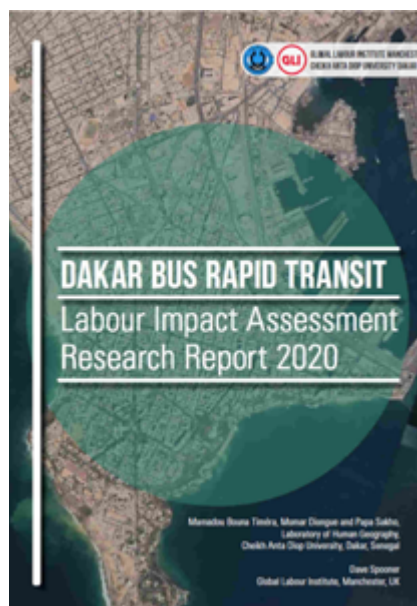 GLI
GLOBAL LABOUR INSTITUTE MANCHESTER
CHEIKH ANTA DIOP UNIVERSITY DAKAR
DAKAR BUS RAPID TRANSIT
Labour Impact Assessment
Research Report 2020
Mamadou Bouna Timéra, Momar Diongue and Papa Sakho,
Laboratory of Human Geography,
Cheikh Anta Diop University, Dakar, Senegal
Dave Spooner
Global Labour Institute, Manchester, UK